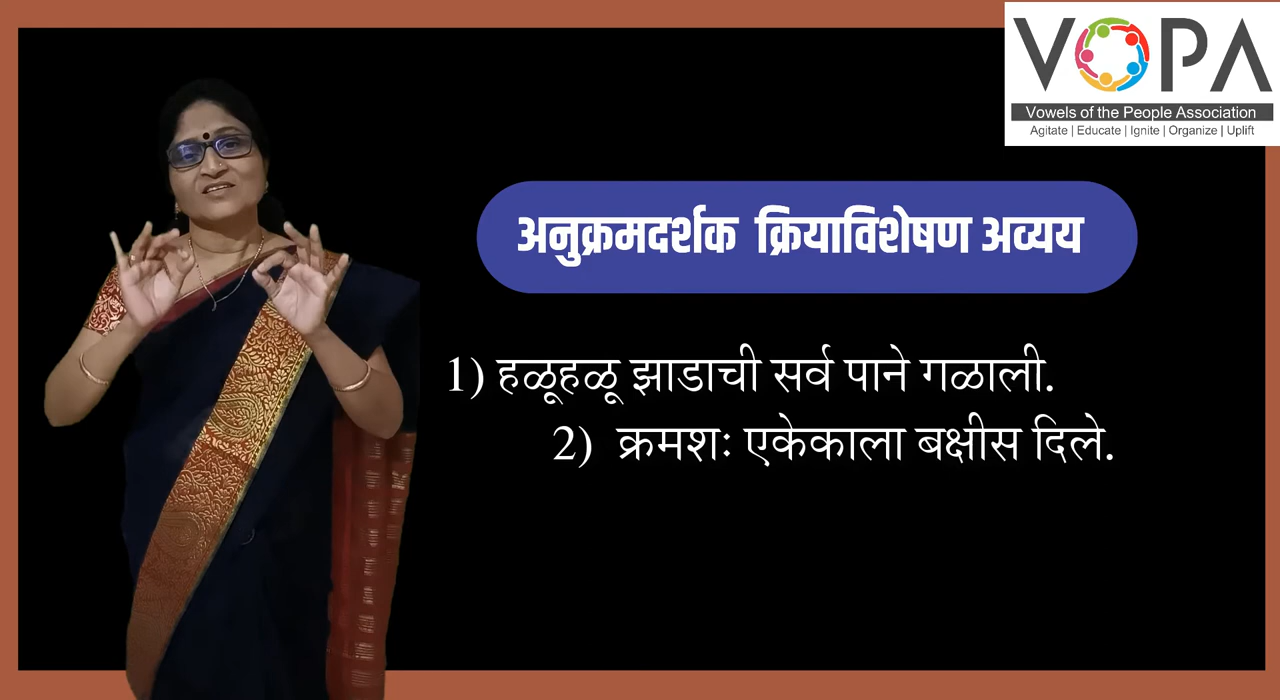 VOPA
Vowels of the People Association
Agitate | Educate | Ignite | Organize | Uplift
अनुक्रमदर्शक क्रियाविशेषण अव्यय
1) हळूहळू झाडाची सर्व पाने गळाली.
2) क्रमशः एकेकाला बक्षीस दिले.